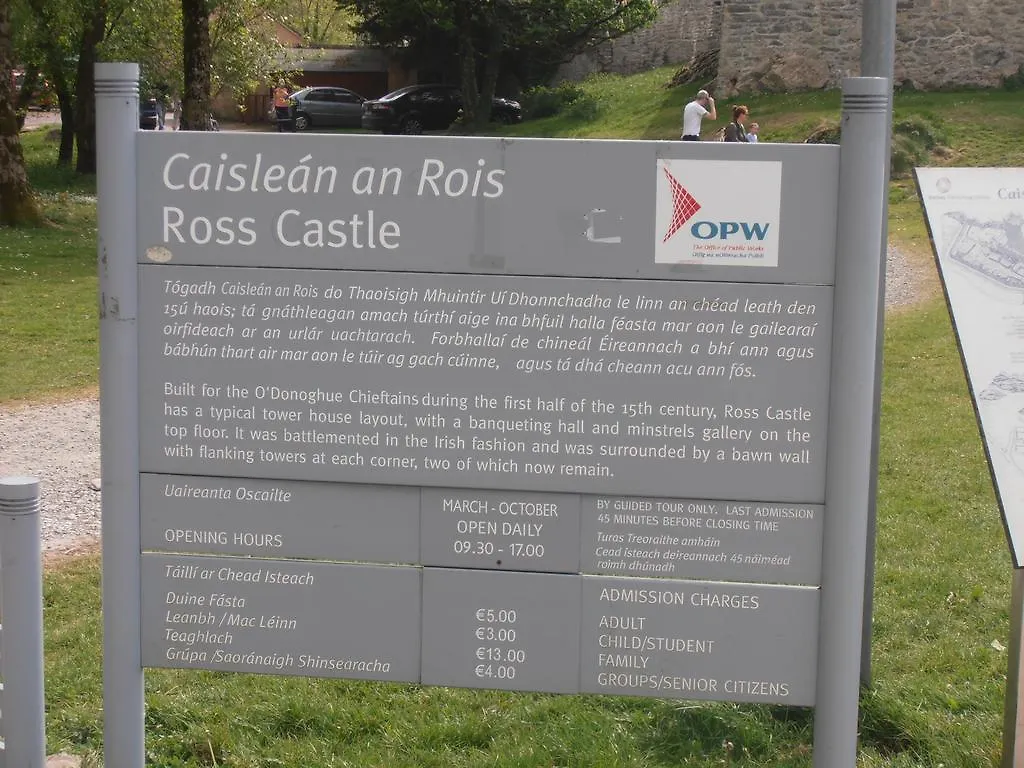 Caisleán an Rois
Ross Castle
OPW
The Office of Public Works
Oifig na nOibreacha Poiblí
Tógadh Caisleán an Rois do Thaoisigh Mhuintir Uí Dhonnchadha le linn an chéad leath den
15ú haois; tá gnáthleagan amach túrthí aige ina bhfuil halla féasta mar aon le gailearaí
oirfideach ar an urlár uachtarach. Forbhallaí de chineál Éireannach a bhí ann agus
bábhún thart air mar aon le túir ag gach cúinne, agus tá dhá cheann acu ann fós.
Built for the O'Donoghue Chieftains during the first half of the 15th century, Ross Castle
has a typical tower house layout, with a banqueting hall and minstrels gallery on the
top floor. It was battlemented in the Irish fashion and was surrounded by a bawn wall
with flanking towers at each corner, two of which now remain.
Uaireanta Oscailte
OPENING HOURS
MARCH - OCTOBER
OPEN DAILY
09.30 - 17.00
BY GUIDED TOUR ONLY. LAST ADMISSION
45 MINUTES BEFORE CLOSING TIME
Turas Treoraithe amháin
Cead isteach deireannach 45 nóiméad
roimh dhúnadh
Táillí ar Chead Isteach
Duine Fásta
Leanbh /Mac Léinn
Teaghlach
Grúpa /Saoránaigh Shinsearacha
€5.00
€3.00
€13.00
€4.00
ADMISSION CHARGES
ADULT
CHILD/STUDENT
FAMILY
GROUPS/SENIOR CITIZENS